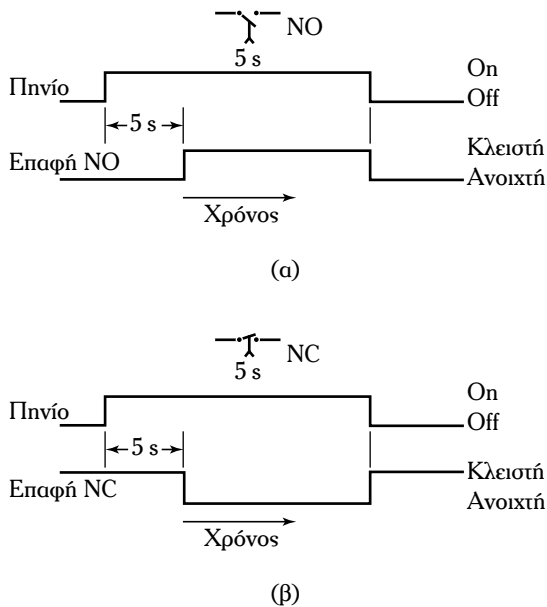 NO
5 s
Πηνίο
On
Off
5 s
Επαφή NO
Κλειστή
Ανοιχτή
Χρόνος
(α)
NC
5 s
Πηνίο
On
Off
5 s
Επαφή NC
Κλειστή
Ανοιχτή
Χρόνος
(β)